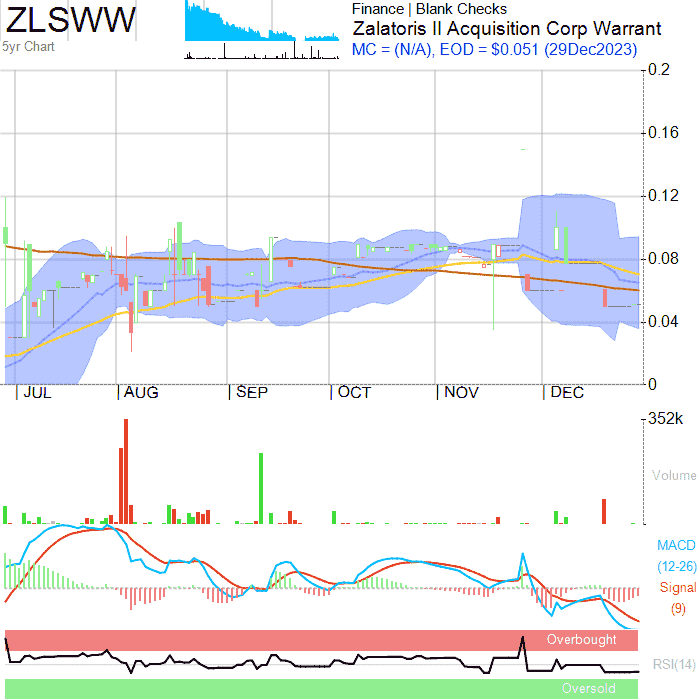 ZLSWW
5yr Chart
Finance | Blank Checks
Zalatoris II Acquisition Corp Warrant
MC = (N/A), EOD = $0.051 (29Dec2023)
0.2
0.16
0.12
0.08
0.04
0
JUL AUG SEP OCT NOV DEC
352k
Volume
MACD
(12-26)
Signal
(9)
Overbought
RSI(14)
Oversold